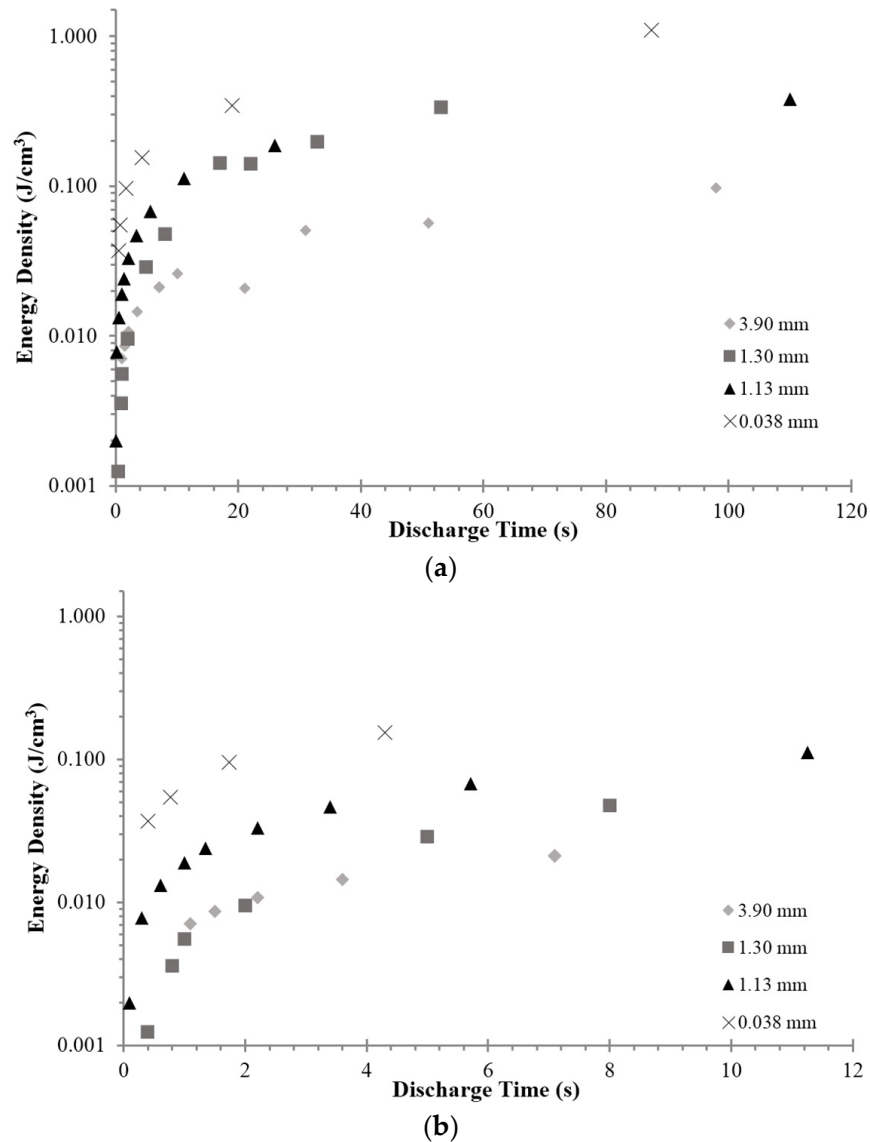 1.000
0.100
0.010
0.001
Energy Density (J/cm³)
3.90 mm
1.30 mm
1.13 mm
0.038 mm
0 20 40 60 80 100 120
Discharge Time (s)
(a)
1.000
0.100
0.010
0.001
Energy Density (J/cm³)
3.90 mm
1.30 mm
1.13 mm
0.038 mm
0 2 4 6 8 10 12
Discharge Time (s)
(b)